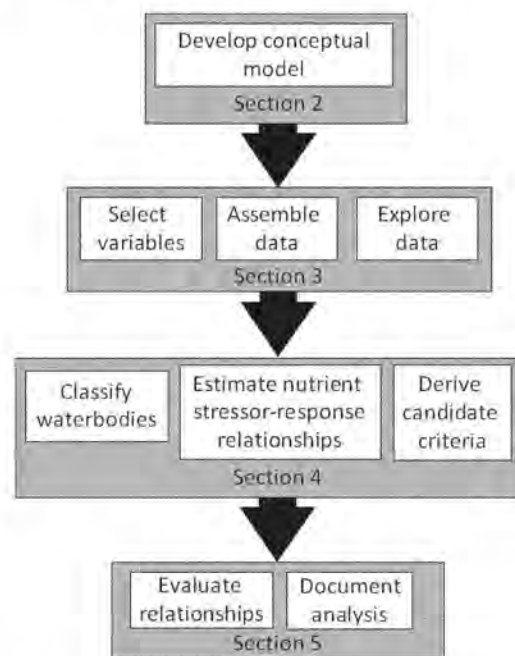 Develop conceptual
model
Section 2
Select
variables
Assemble
data
Explore
data
Section 3
Classify
waterbodies
Estimate nutrient
stressor-response
relationships
Derive
candidate
criteria
Section 4
Evaluate
relationships
Document
analysis
Section 5